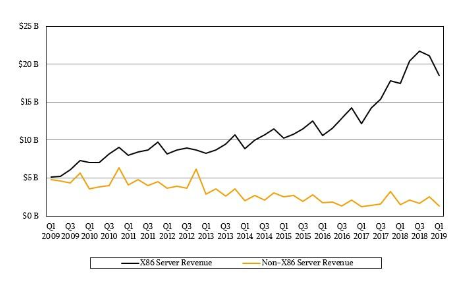 $25 B
$20 B
$15 B
$10 B
$5 B
$0 B
Q1 Q3 Q1 Q3 Q1 Q3 Q1 Q3 Q1 Q3 Q1 Q3 Q1 Q3 Q1 Q3 Q1 Q3 Q1 Q3 Q1
2009 2009 2010 2010 2011 2011 2012 2012 2013 2013 2014 2014 2015 2015 2016 2016 2017 2017 2018 2018 2019
X86 Server Revenue Non-X86 Server Revenue